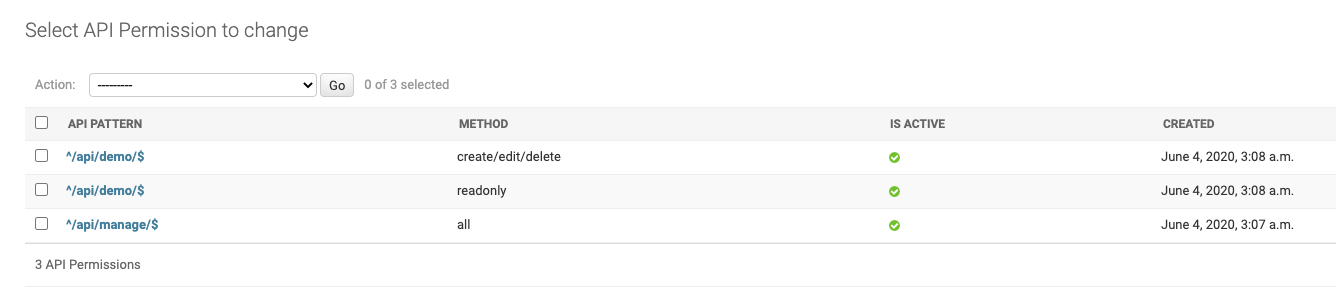 Select API Permission to change
Action: --------- Go 0 of 3 selected
API PATTERN METHOD IS ACTIVE CREATED
^/api/demo/$ create/edit/delete June 4, 2020, 3:08 a.m.
^/api/demo/$ readonly June 4, 2020, 3:08 a.m.
^/api/manage/$ all June 4, 2020, 3:07 a.m.
3 API Permissions